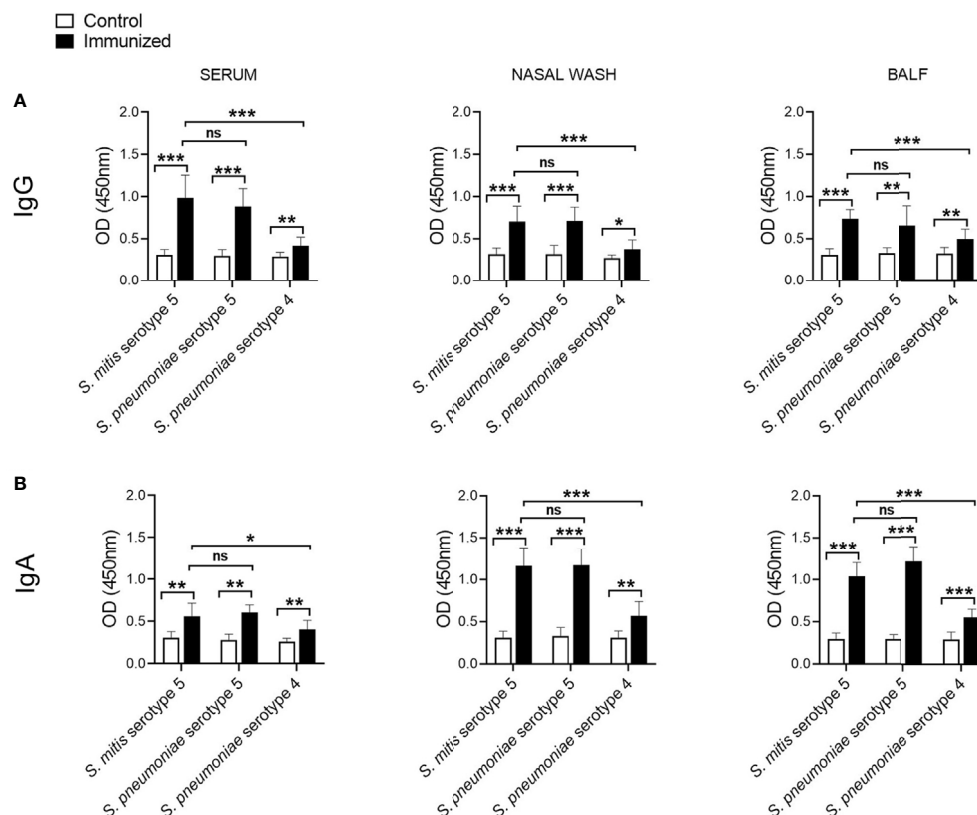 Control
Immunized
SERUM
NASAL WASH
BALF
A
IgG
OD (450nm)
2.0
1.5
1.0
0.5
0.0
***
ns
***
***
**
S. mitis serotype 5
S. pneumoniae serotype 5
S. pneumoniae serotype 4
OD (450nm)
2.0
1.5
1.0
0.5
0.0
***
ns
***
***
*
S. mitis serotype 5
S. pneumoniae serotype 5
S. pneumoniae serotype 4
OD (450nm)
2.0
1.5
1.0
0.5
0.0
***
ns
***
**
**
S. mitis serotype 5
S. pneumoniae serotype 5
S. pneumoniae serotype 4
B
IgA
OD (450nm)
2.0
1.5
1.0
0.5
0.0
*
ns
**
**
**
S. mitis serotype 5
S. pneumoniae serotype 5
S. pneumoniae serotype 4
OD (450nm)
2.0
1.5
1.0
0.5
0.0
***
ns
***
***
**
S. mitis serotype 5
S. pneumoniae serotype 5
S. pneumoniae serotype 4
OD (450nm)
2.0
1.5
1.0
0.5
0.0
***
ns
***
***
***
S. mitis serotype 5
S. pneumoniae serotype 5
S. pneumoniae serotype 4